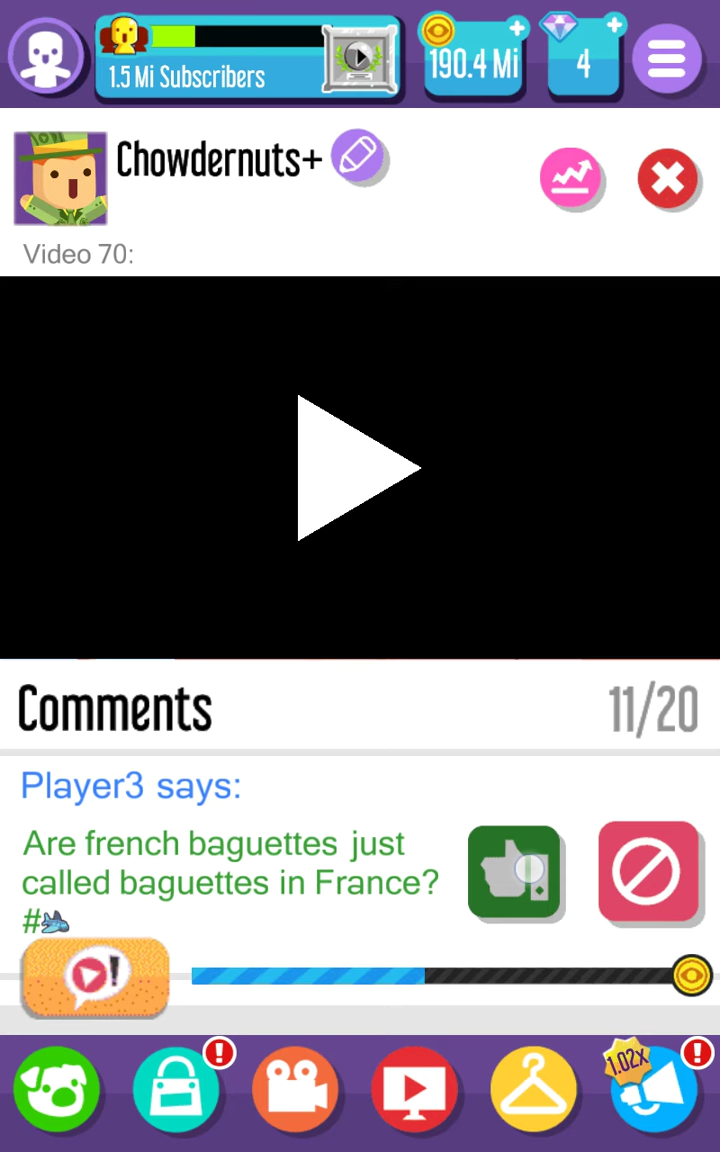 1.5 Mi Subscribers
190.4 Mi
4
Chowdernuts+
Video 70:
Comments
11/20
Player3 says:
Are french baguettes just
called baguettes in France?
#
!
!
1.02x
!